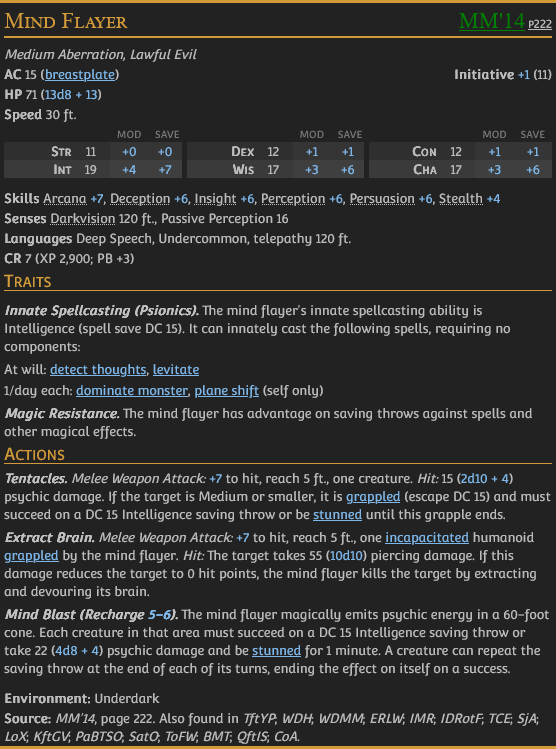 Mind Flayer MM'14 P222
Medium Aberration, Lawful Evil
AC 15 (breastplate) Initiative +1 (11)
HP 71 (13d8 + 13)
Speed 30 ft.
MOD SAVE MOD SAVE MOD SAVE
Str 11 +0 +0 Dex 12 +1 +1 Con 12 +1 +1
Int 19 +4 +7 Wis 17 +3 +6 Cha 17 +3 +6
Skills Arcana +7, Deception +6, Insight +6, Perception +6, Persuasion +6, Stealth +4
Senses Darkvision 120 ft., Passive Perception 16
Languages Deep Speech, Undercommon, telepathy 120 ft.
CR 7 (XP 2,900; PB +3)
Traits
Innate Spellcasting (Psionics). The mind flayer's innate spellcasting ability is
Intelligence (spell save DC 15). It can innately cast the following spells, requiring no
components:
At will: detect thoughts, levitate
1/day each: dominate monster, plane shift (self only)
Magic Resistance. The mind flayer has advantage on saving throws against spells and
other magical effects.
Actions
Tentacles. Melee Weapon Attack: +7 to hit, reach 5 ft., one creature. Hit: 15 (2d10 + 4)
psychic damage. If the target is Medium or smaller, it is grappled (escape DC 15) and must
succeed on a DC 15 Intelligence saving throw or be stunned until this grapple ends.
Extract Brain. Melee Weapon Attack: +7 to hit, reach 5 ft., one incapacitated humanoid
grappled by the mind flayer. Hit: The target takes 55 (10d10) piercing damage. If this
damage reduces the target to 0 hit points, the mind flayer kills the target by extracting
and devouring its brain.
Mind Blast (Recharge 5–6). The mind flayer magically emits psychic energy in a 60-foot
cone. Each creature in that area must succeed on a DC 15 Intelligence saving throw or
take 22 (4d8 + 4) psychic damage and be stunned for 1 minute. A creature can repeat the
saving throw at the end of each of its turns, ending the effect on itself on a success.
Environment: Underdark
Source: MM'14, page 222. Also found in TftYP; WDH; WDMM; ERLW; IMR; IDRotF; TCE; SjA;
LoX; KftGV; PaBTSO; SatO; ToFW; BMT; QftIS; CoA.